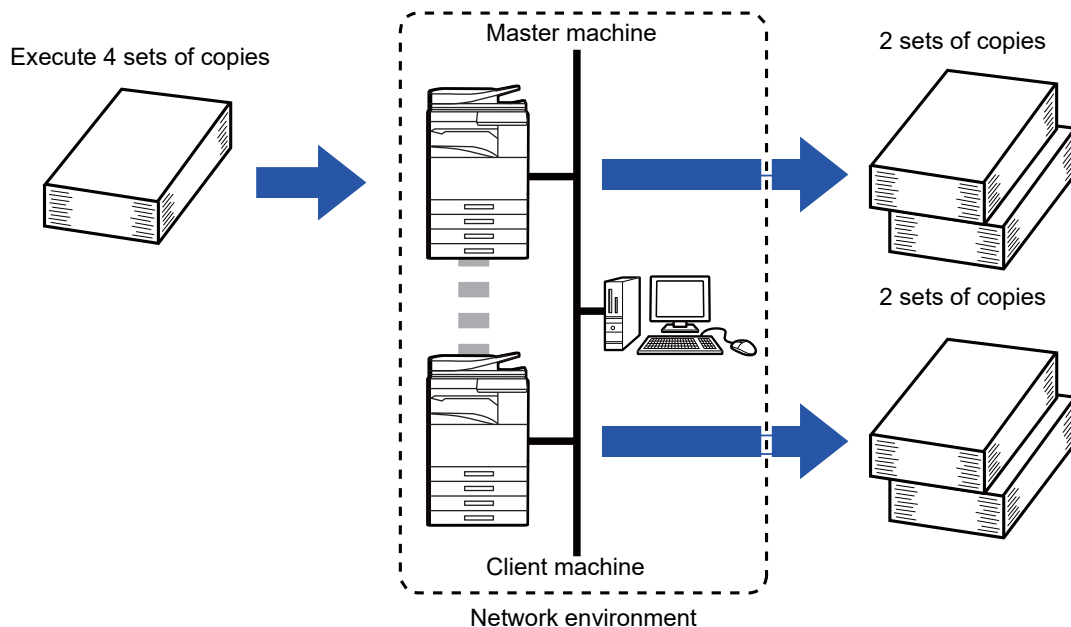 Execute 4 sets of copies
Master machine
2 sets of copies
2 sets of copies
Client machine
Network environment